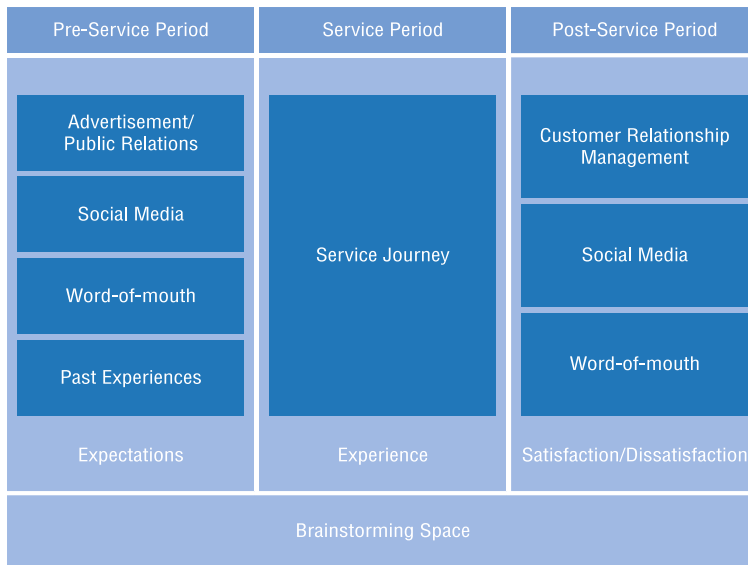 Pre-Service Period
Service Period
Post-Service Period
Advertisement/
Public Relations
Social Media
Word-of-mouth
Past Experiences
Expectations
Service Journey
Experience
Customer Relationship
Management
Social Media
Word-of-mouth
Satisfaction/Dissatisfaction
Brainstorming Space